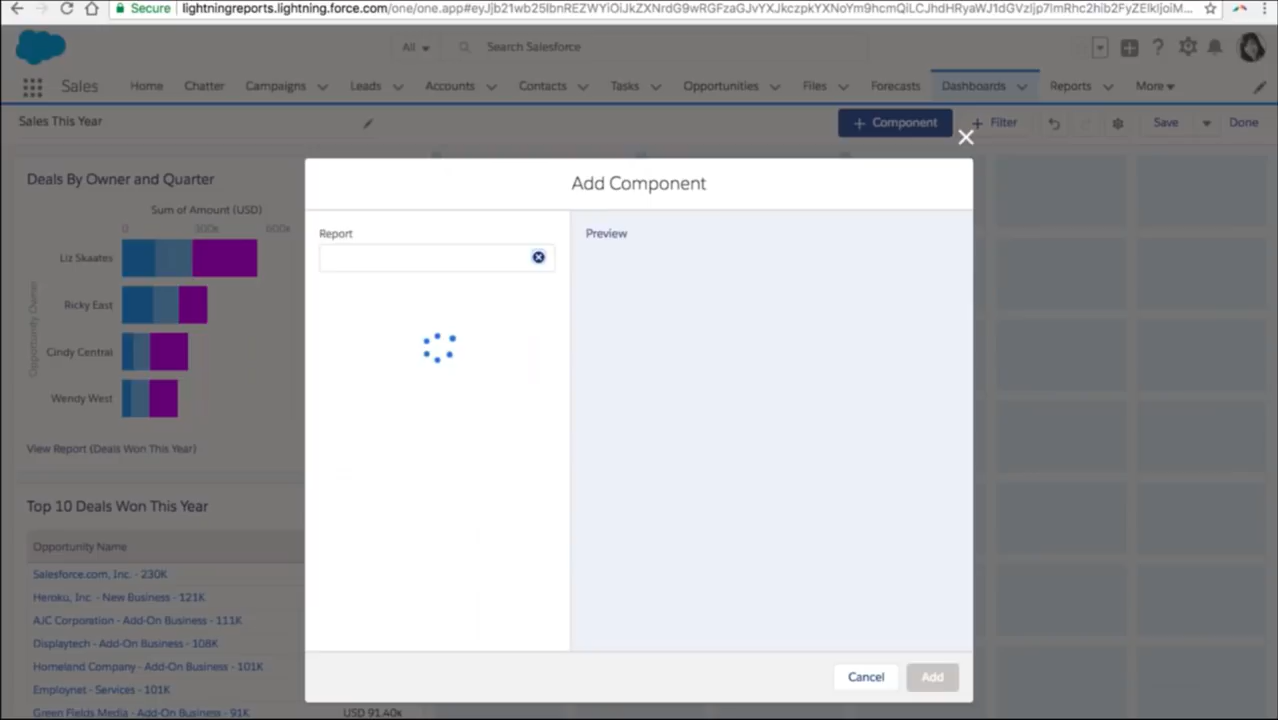 Secure lightningreports.lightning.force.com/one/one.app#
All Search Salesforce
Sales Home Chatter Campaigns Leads Accounts Contacts Tasks Opportunities Files Forecasts Dashboards Reports More
Sales This Year
+ Component
+ Filter
Save
Done
Add Component
Report
Preview
Cancel
Add
Deals By Owner and Quarter
Sum of Amount (USD)
0 300k 600k
Opportunity Owner
Liz Skaates
Ricky East
Cindy Central
Wendy West
View Report (Deals Won This Year)
Top 10 Deals Won This Year
Opportunity Name
Salesforce.com, Inc. - 230K
Heroku, Inc. - New Business - 121K
AJC Corporation - Add-On Business - 111K
Displaytech - Add-On Business - 108K
Homeland Company - Add-On Business - 101K
Employnet - Services - 101K
Green Fields Media - Add-On Business - 91K USD 91.40k